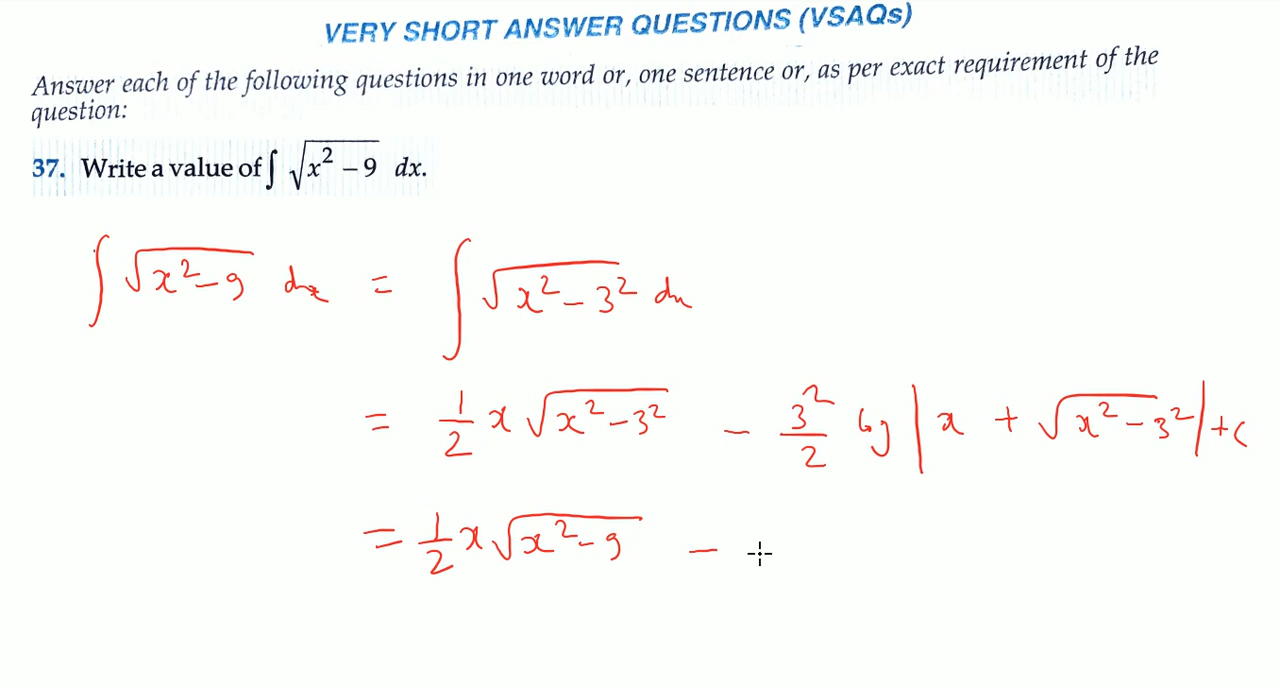 VERY SHORT ANSWER QUESTIONS (VSAQs)
Answer each of the following questions in one word or, one sentence or, as per exact requirement of the
question:
37. Write a value of ∫ √(x² − 9) dx.
∫ √(x² − 9) dx = ∫ √(x² − 3²) dx
= 1/2 x √(x² − 3²) − 3²/2 log | x + √(x² − 3²) | + c
= 1/2 x √(x² − 9) −